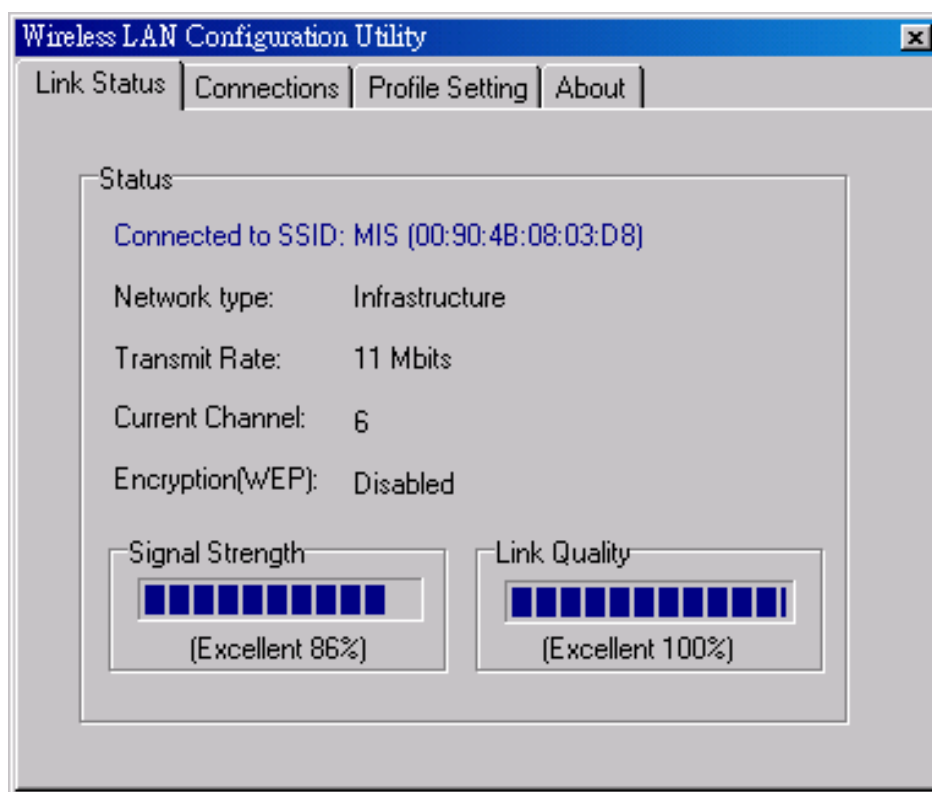 Wireless LAN Configuration Utility
Link Status Connections Profile Setting About
Status
Connected to SSID: MIS (00:90:4B:08:03:D8)
Network type: Infrastructure
Transmit Rate: 11 Mbits
Current Channel: 6
Encryption(WEP): Disabled
Signal Strength Link Quality
(Excellent 86%) (Excellent 100%)